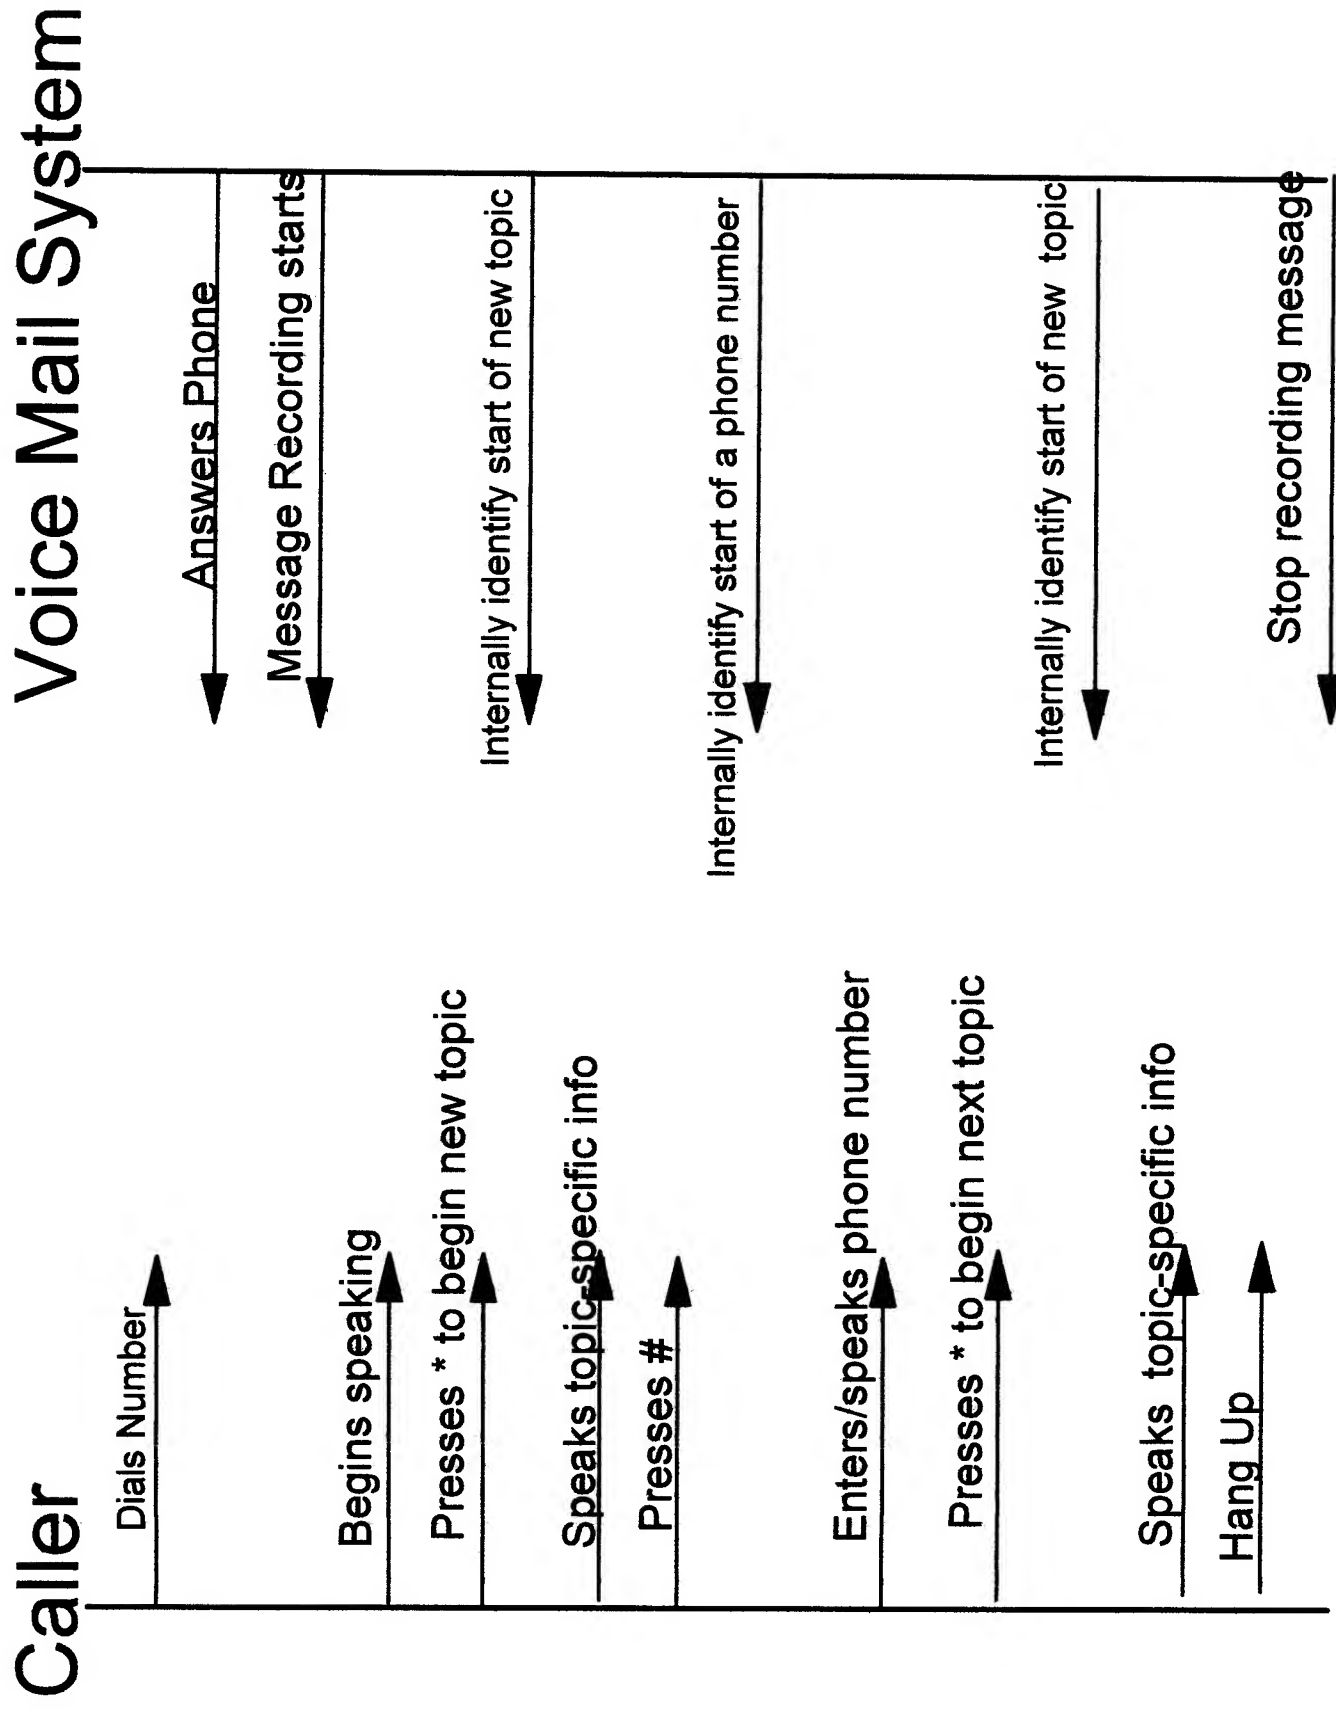 Caller
Voice Mail System
Dials Number
Answers Phone
Message Recording starts
Begins speaking
Presses * to begin new topic
Internally identify start of new topic
Speaks topic-specific info
Presses #
Internally identify start of a phone number
Enters/speaks phone number
Presses * to begin next topic
Internally identify start of new topic
Speaks topic-specific info
Hang Up
Stop recording message